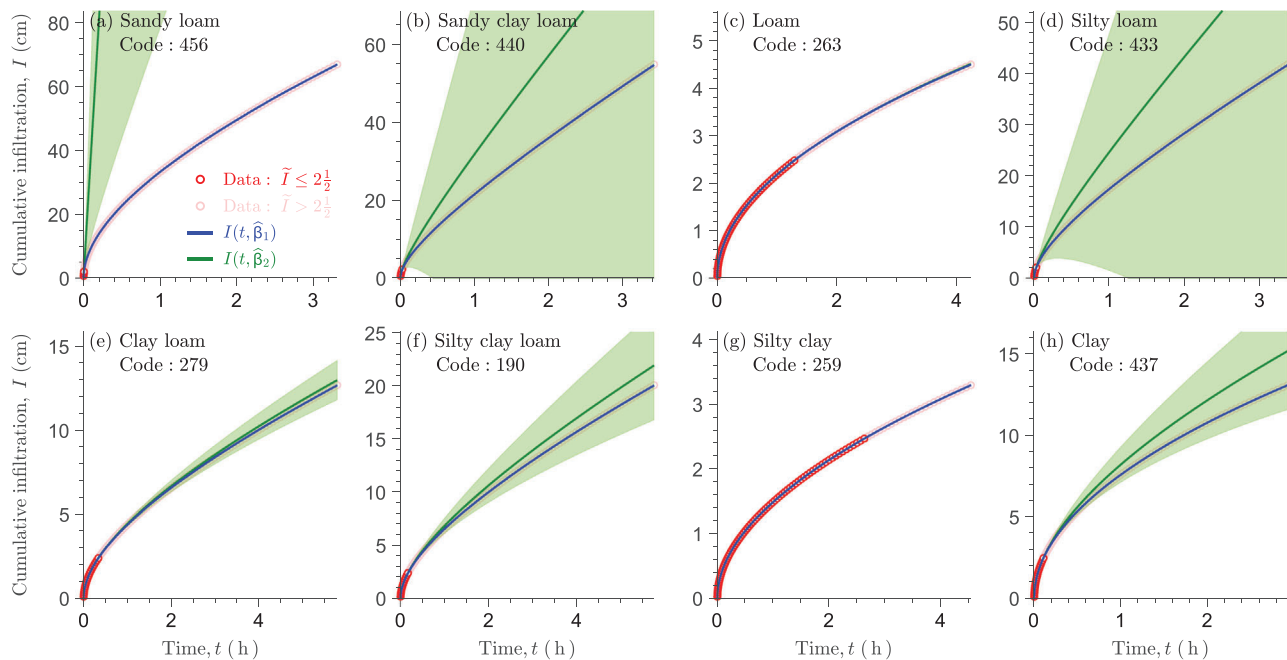 (a) Sandy loam
Code : 456
(b) Sandy clay loam
Code : 440
(c) Loam
Code : 263
(d) Silty loam
Code : 433
Cumulative infiltration, I (cm)
80
60
40
20
0
0 1 2 3
Data : Ĩ ≤ 2½
Data : Ĩ > 2½
I(t, β̂₁)
I(t, β̂₂)
60
40
20
0
0 1 2 3
5
4
3
2
1
0
0 2 4
50
40
30
20
10
0
0 1 2 3
(e) Clay loam
Code : 279
(f) Silty clay loam
Code : 190
(g) Silty clay
Code : 259
(h) Clay
Code : 437
Cumulative infiltration, I (cm)
15
10
5
0
0 2 4
Time, t ( h )
25
20
15
10
5
0
0 2 4
Time, t ( h )
4
3
2
1
0
0 2 4
Time, t ( h )
15
10
5
0
0 1 2
Time, t ( h )